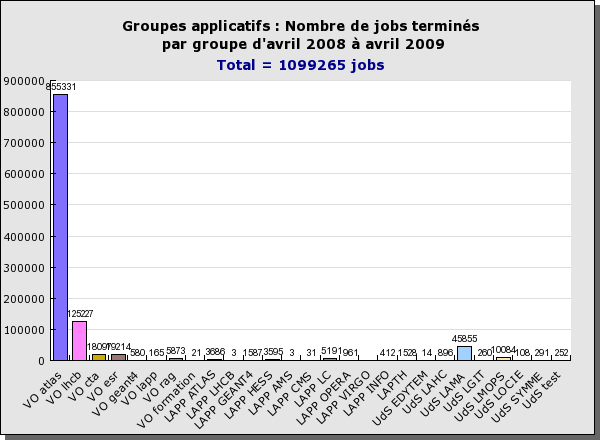 Groupes applicatifs : Nombre de jobs terminés
par groupe d'avril 2008 à avril 2009
Total = 1099265 jobs
900000
800000
700000
600000
500000
400000
300000
200000
100000
0
855331
125227
18097
19214
580
165
5873
21
3686
3
1587
3595
3
31
5191
961
412
1528
14
896
45855
260
10084
108
291
252
VO atlas
VO lhcb
VO cta
VO esr
VO geant4
VO lapp
VO rag
VO formation
LAPP ATLAS
LAPP LHCB
LAPP GEANT4
LAPP HESS
LAPP AMS
LAPP CMS
LAPP LC
LAPP OPERA
LAPP VIRGO
LAPP INFO
LAPTH
UdS EDYTEM
UdS LAHC
UdS LAMA
UdS LGIT
UdS LMOPS
UdS LOCIE
UdS SYMME
UdS test